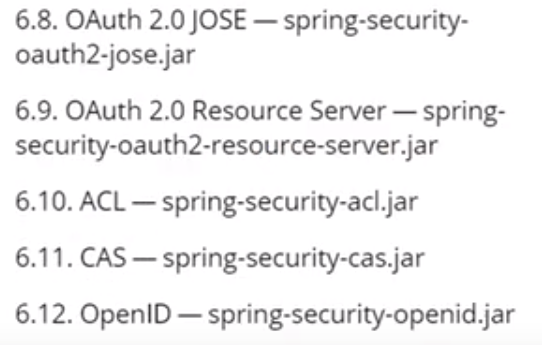 6.8. OAuth 2.0 JOSE — spring-security-
oauth2-jose.jar
6.9. OAuth 2.0 Resource Server — spring-
security-oauth2-resource-server.jar
6.10. ACL — spring-security-acl.jar
6.11. CAS — spring-security-cas.jar
6.12. OpenID — spring-security-openid.jar